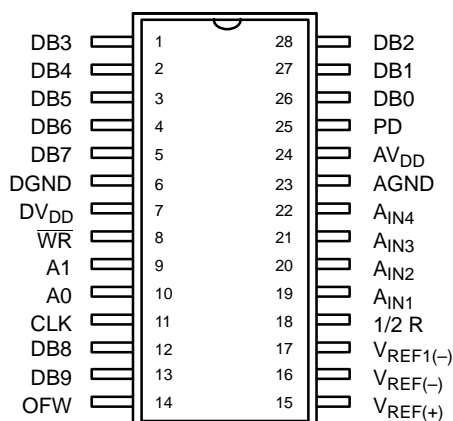 DB3 1 28 DB2
DB4 2 27 DB1
DB5 3 26 DB0
DB6 4 25 PD
DB7 5 24 AVDD
DGND 6 23 AGND
DVDD 7 22 AIN4
W̅R̅ 8 21 AIN3
A1 9 20 AIN2
A0 10 19 AIN1
CLK 11 18 1/2 R
DB8 12 17 VREF1(–)
DB9 13 16 VREF(–)
OFW 14 15 VREF(+)